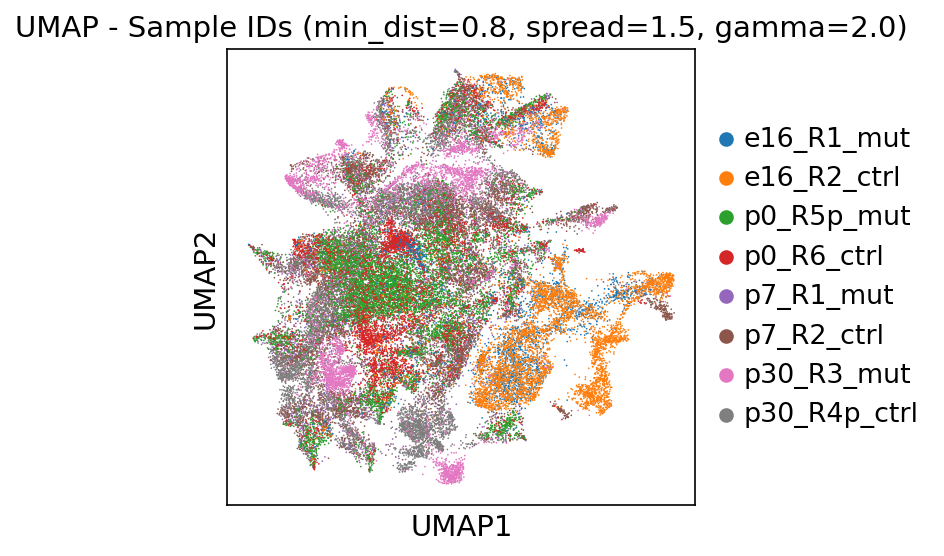 UMAP - Sample IDs (min_dist=0.8, spread=1.5, gamma=2.0)
UMAP2
UMAP1
e16_R1_mut
e16_R2_ctrl
p0_R5p_mut
p0_R6_ctrl
p7_R1_mut
p7_R2_ctrl
p30_R3_mut
p30_R4p_ctrl